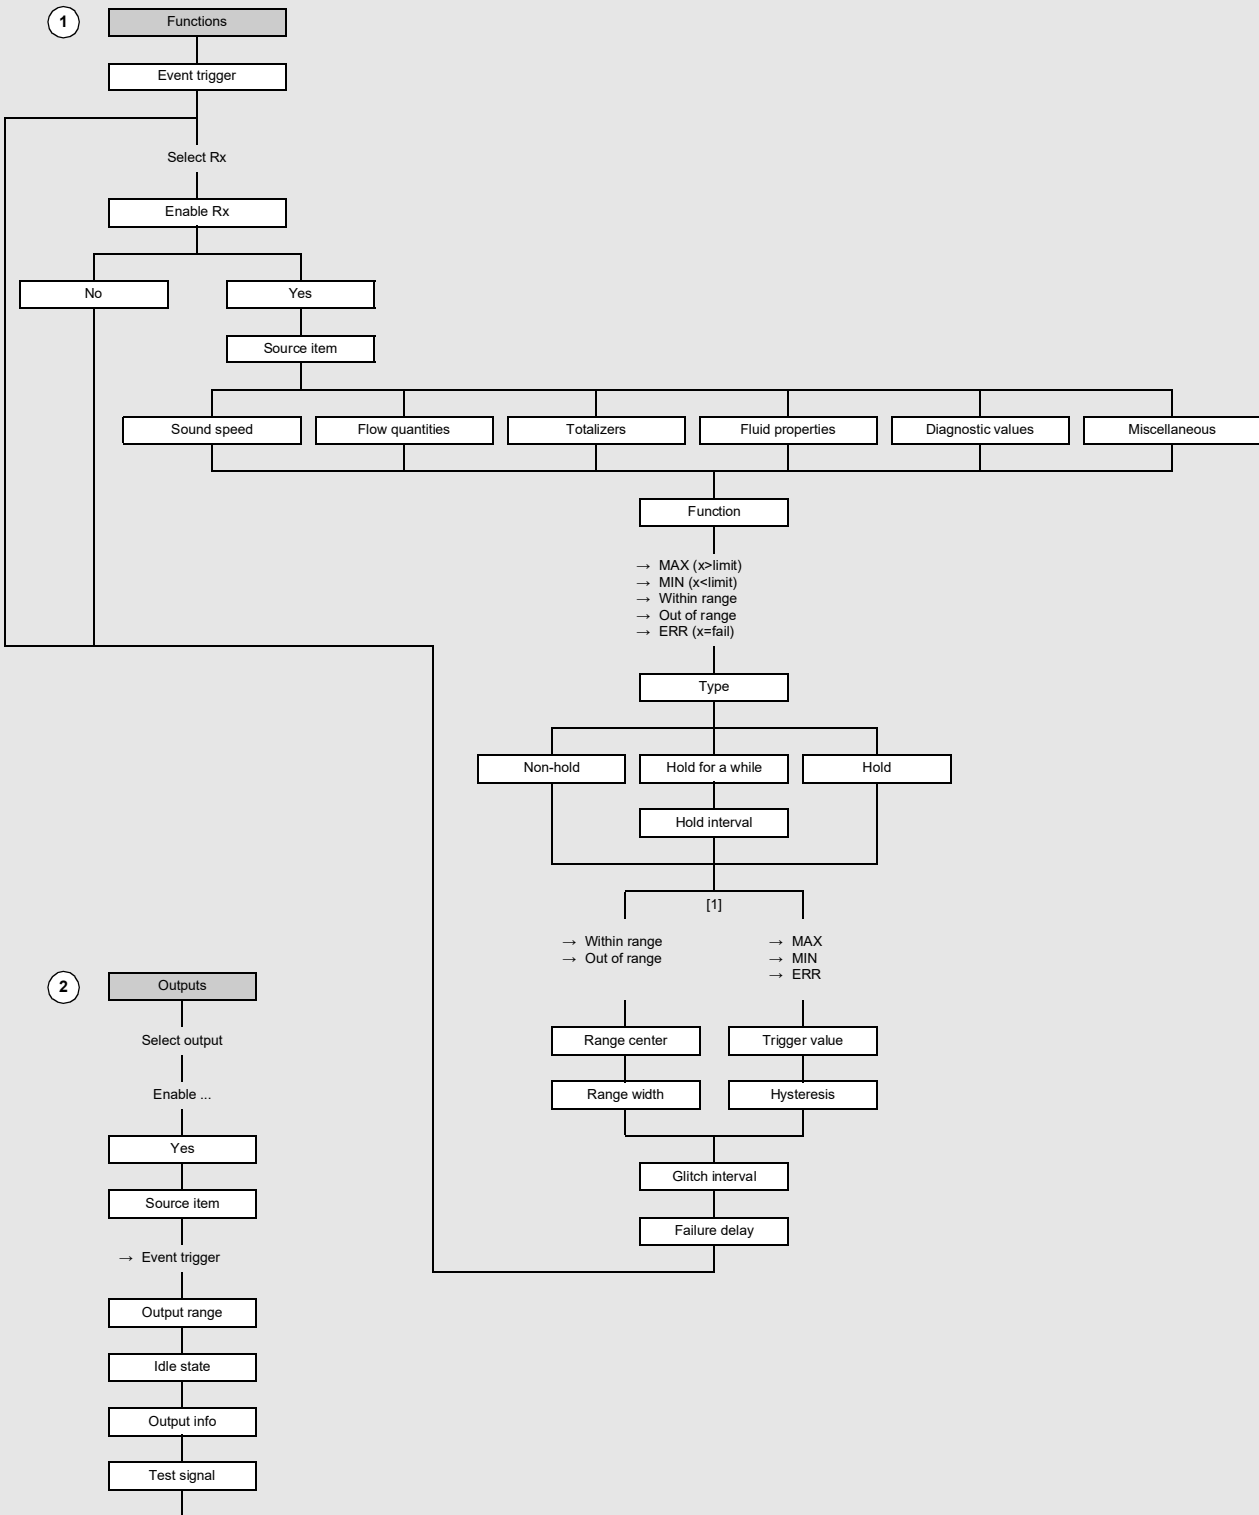 1
Functions
Event trigger
Select Rx
Enable Rx
No
Yes
Source item
Sound speed
Flow quantities
Totalizers
Fluid properties
Diagnostic values
Miscellaneous
Function
→ MAX (x>limit)
→ MIN (x<limit)
→ Within range
→ Out of range
→ ERR (x=fail)
Type
Non-hold
Hold for a while
Hold
Hold interval
[1]
→ Within range
→ Out of range
→ MAX
→ MIN
→ ERR
Range center
Trigger value
Range width
Hysteresis
Glitch interval
Failure delay
2
Outputs
Select output
Enable ...
Yes
Source item
→ Event trigger
Output range
Idle state
Output info
Test signal